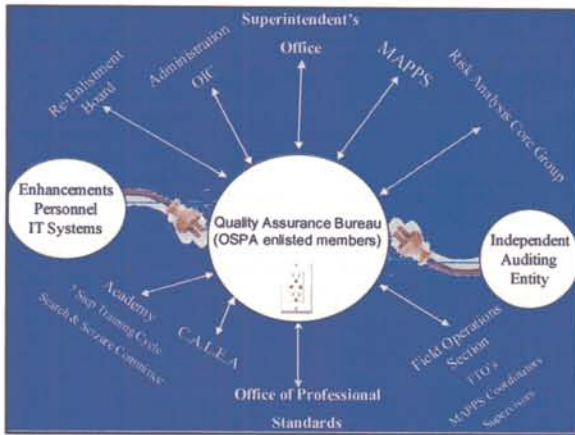 Superintendent's
Office
MAPPS
Administration
Off
Re-Enlistment
Board
Risk Analysis Core Group
Enhancements
Personnel
IT Systems
Quality Assurance Bureau
(OSPA enlisted members)
Independent
Auditing
Entity
Academy
7 Step Training Cycle
Search & Seizure Committee
C.A.L.E.A
Office of Professional
Standards
Field Operations
Section
FTO's
MAPPS Coordinators
Supervisors